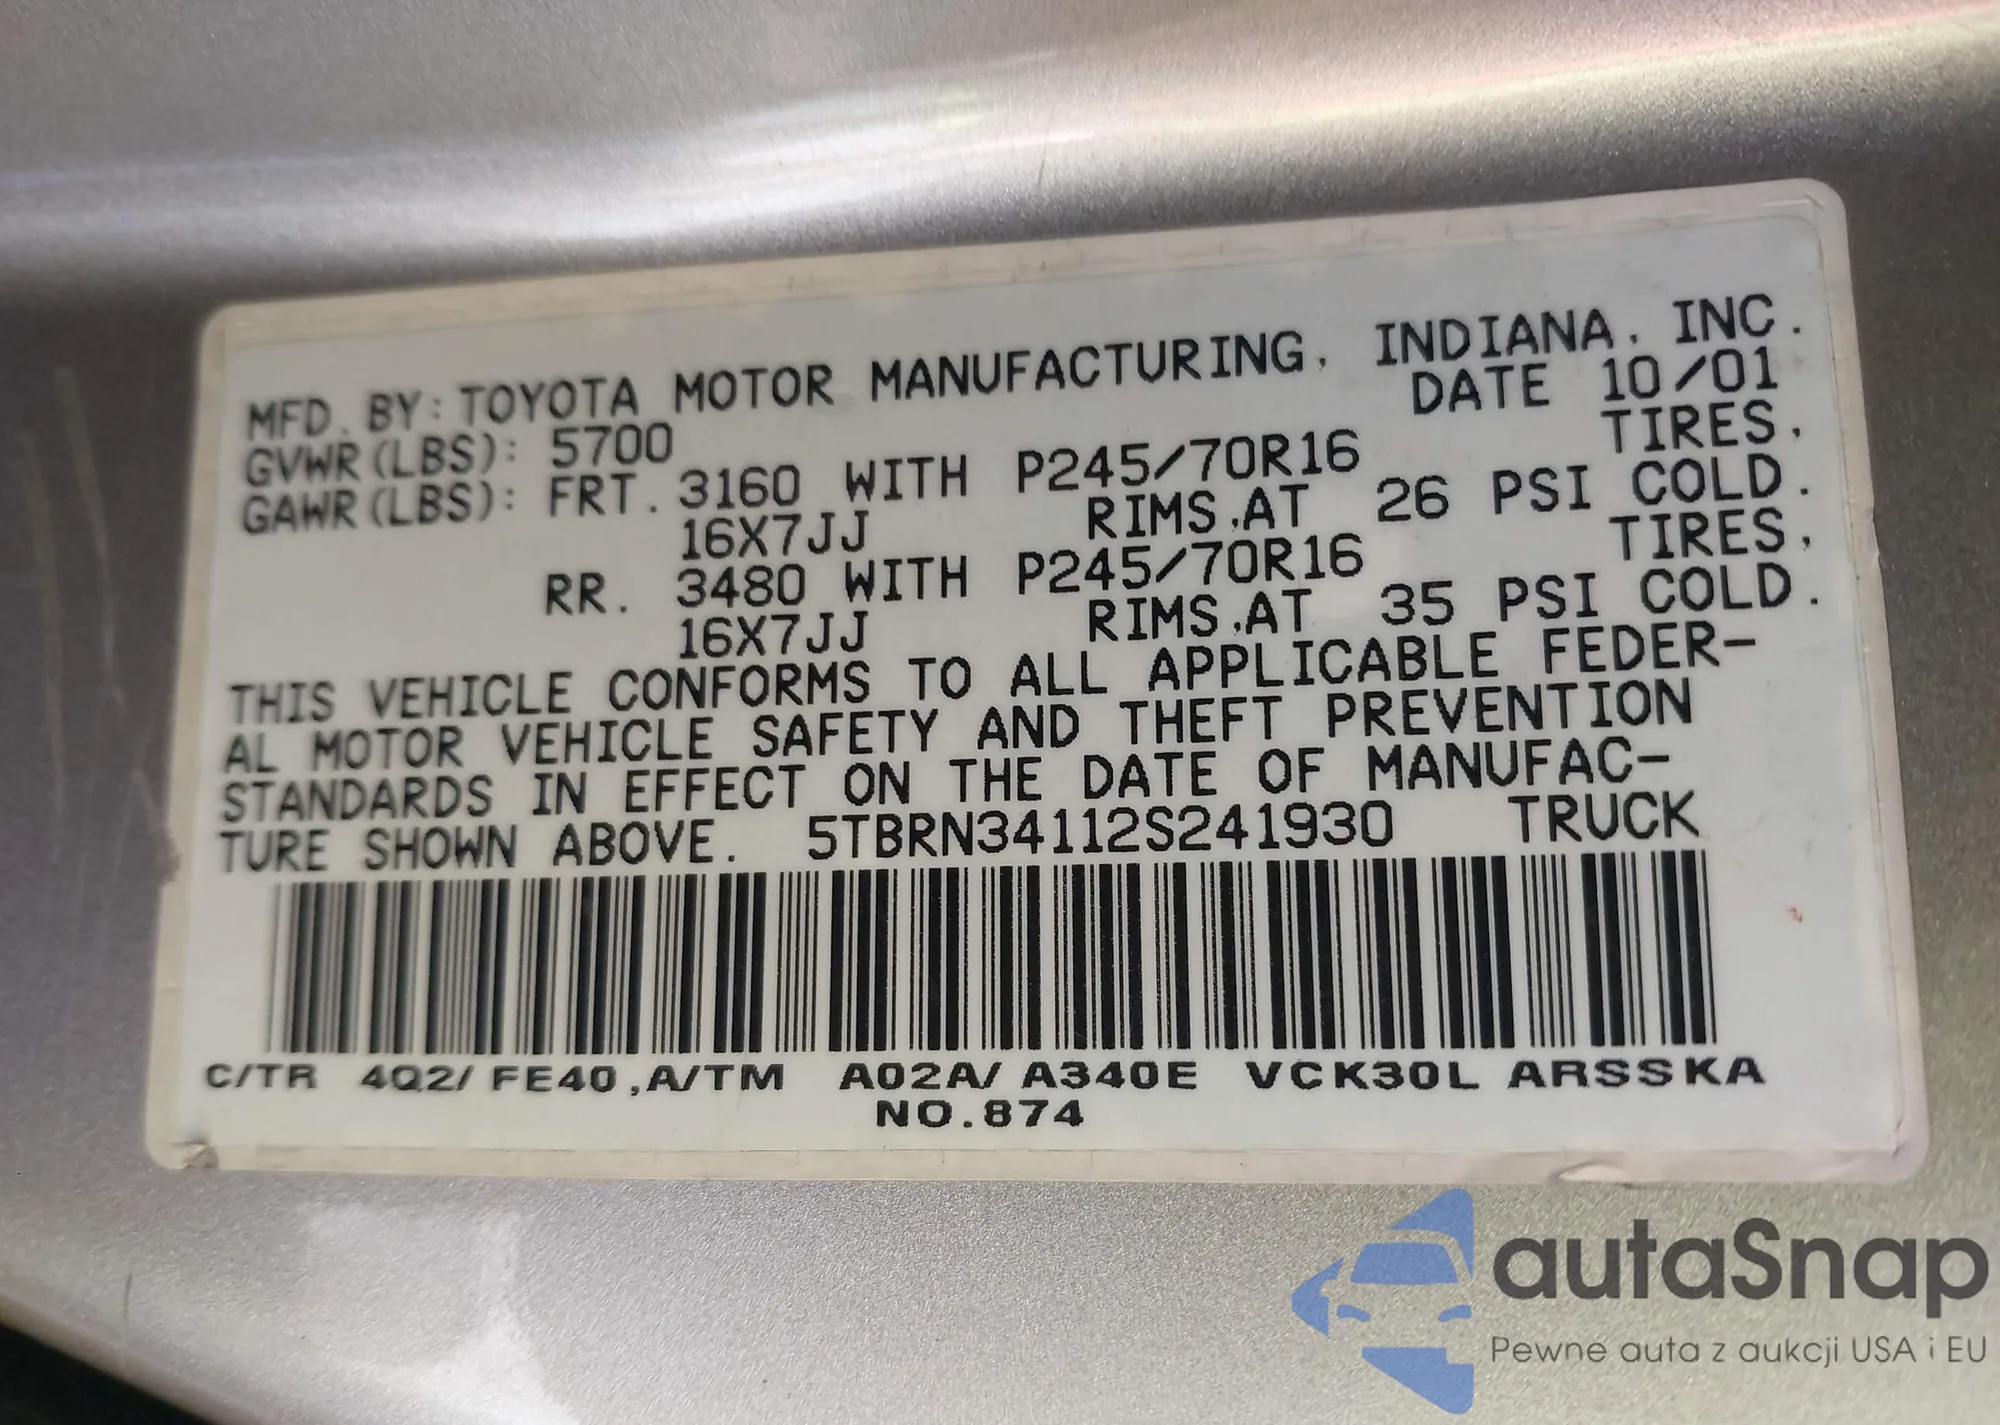 MFD. BY: TOYOTA MOTOR MANUFACTURING, INDIANA, INC.
GVWR(LBS): 5700 DATE 10/01
GAWR(LBS): FRT. 3160 WITH P245/70R16 TIRES,
16X7JJ RIMS,AT 26 PSI COLD.
RR. 3480 WITH P245/70R16 TIRES,
16X7JJ RIMS,AT 35 PSI COLD.
THIS VEHICLE CONFORMS TO ALL APPLICABLE FEDER-
AL MOTOR VEHICLE SAFETY AND THEFT PREVENTION
STANDARDS IN EFFECT ON THE DATE OF MANUFAC-
TURE SHOWN ABOVE. 5TBRN34112S241930 TRUCK
C/TR 4Q2/ FE40 ,A/TM A02A/ A340E VCK30L ARSSKA
NO.874
autaSnap
Pewne auta z aukcji USA i EU